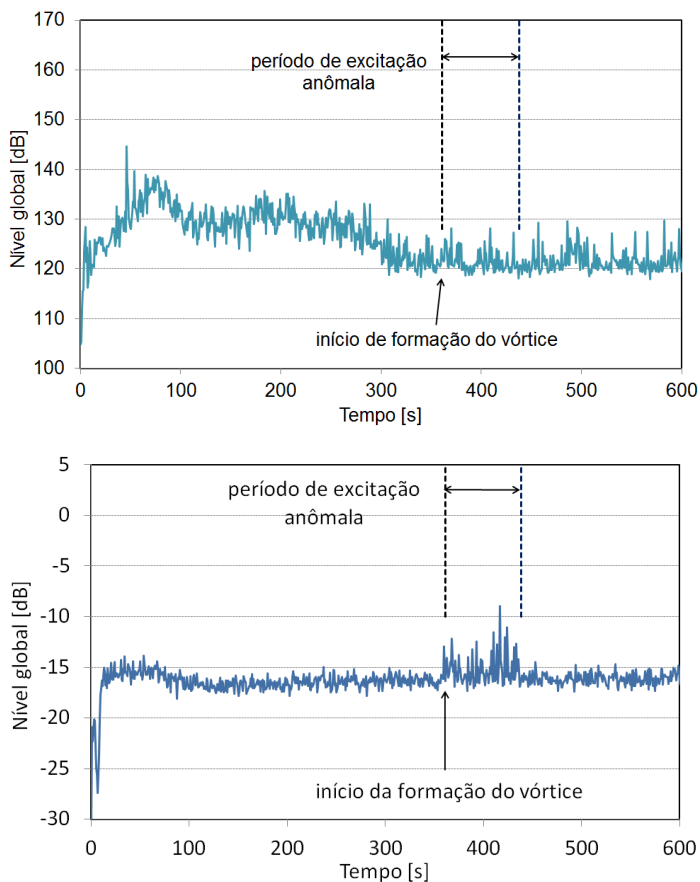 170
período de excitação
anômala
160
150
140
130
120
110
100
Nível global [dB]
início de formação do vórtice
0 100 200 300 400 500 600
Tempo [s]
5
período de excitação
anômala
0
-5
-10
-15
-20
-25
-30
Nível global [dB]
início da formação do vórtice
0 100 200 300 400 500 600
Tempo [s]